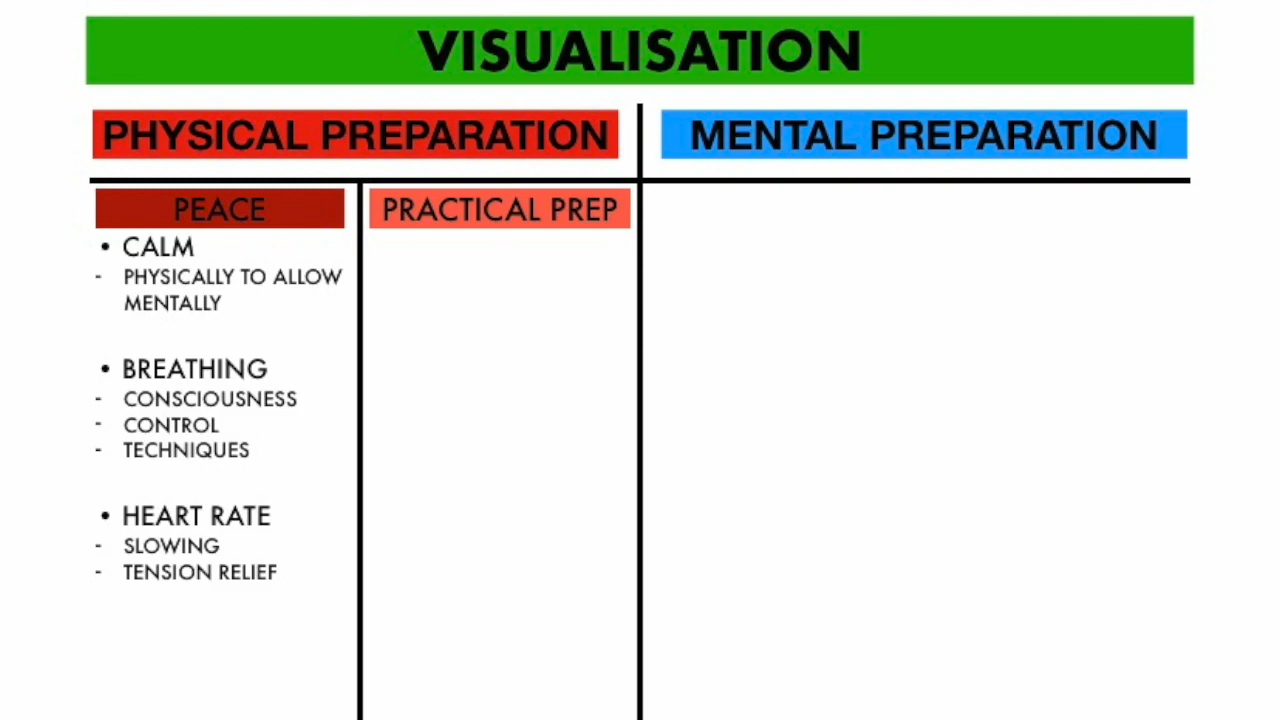 VISUALISATION
PHYSICAL PREPARATION
MENTAL PREPARATION
PEACE
PRACTICAL PREP
• CALM
- PHYSICALLY TO ALLOW
MENTALLY
• BREATHING
- CONSCIOUSNESS
- CONTROL
- TECHNIQUES
• HEART RATE
- SLOWING
- TENSION RELIEF